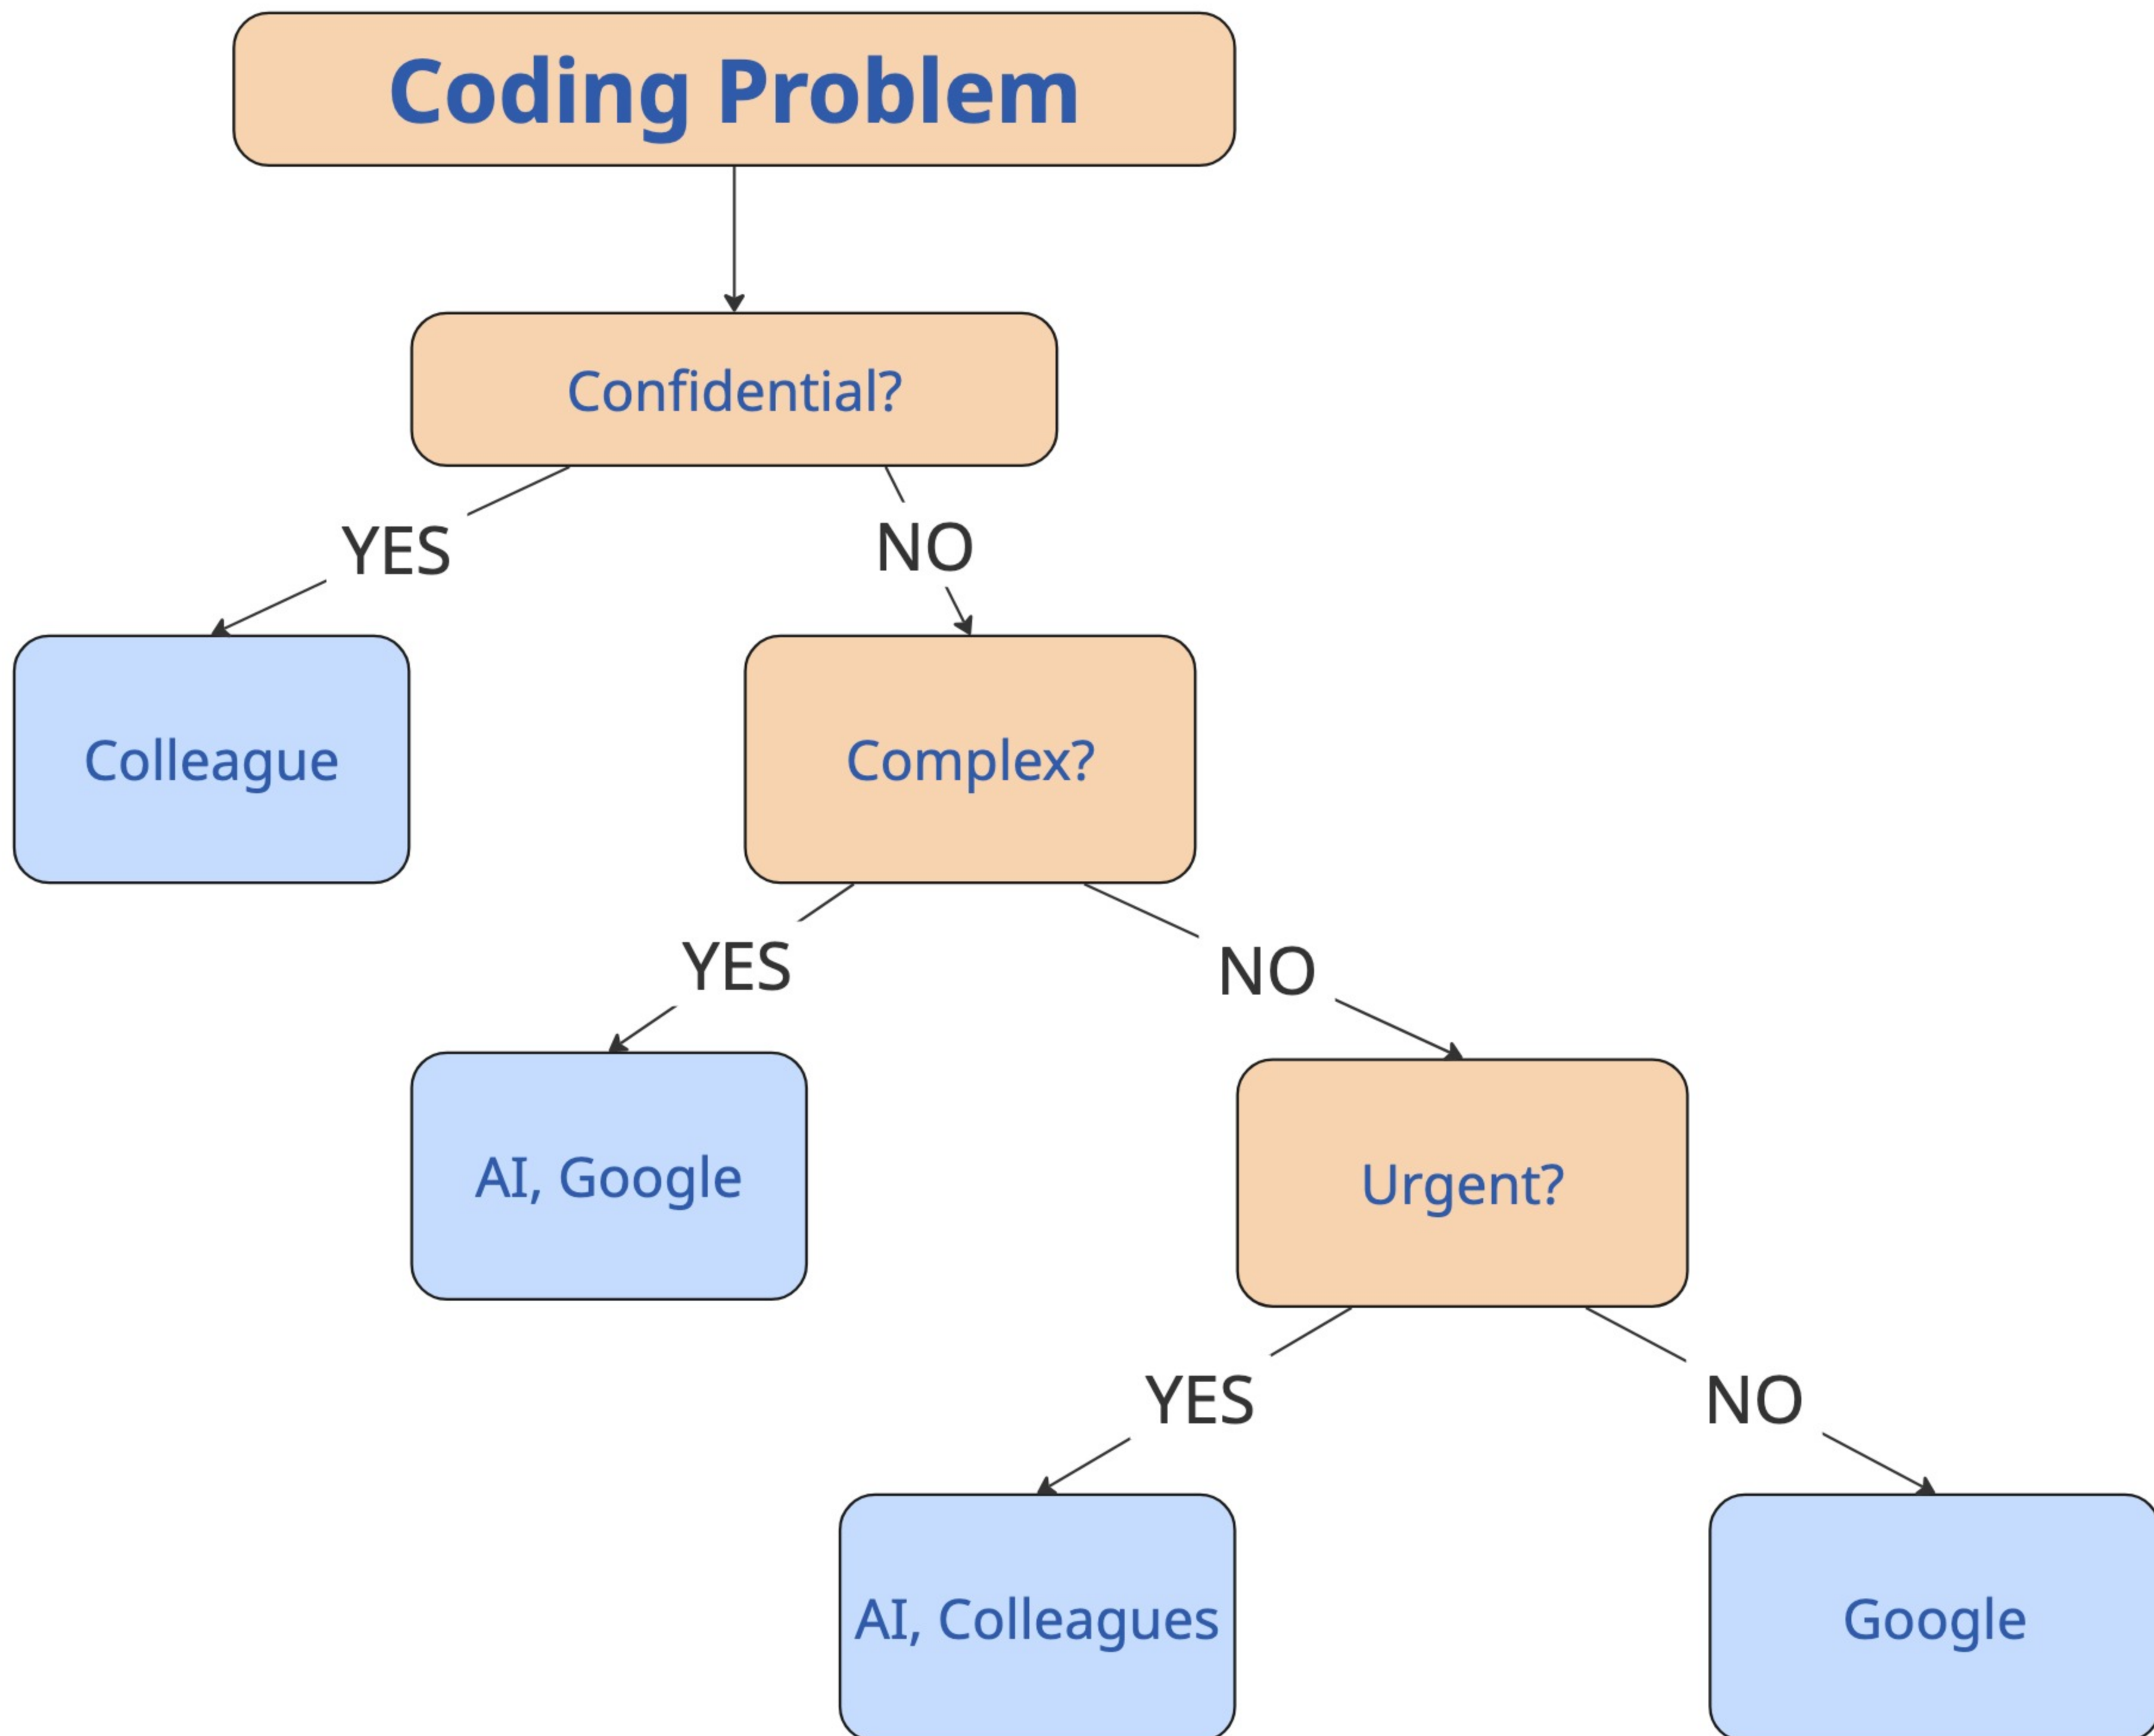 Coding Problem
Confidential?
YES
NO
Colleague
Complex?
YES
NO
AI, Google
Urgent?
YES
NO
AI, Colleagues
Google